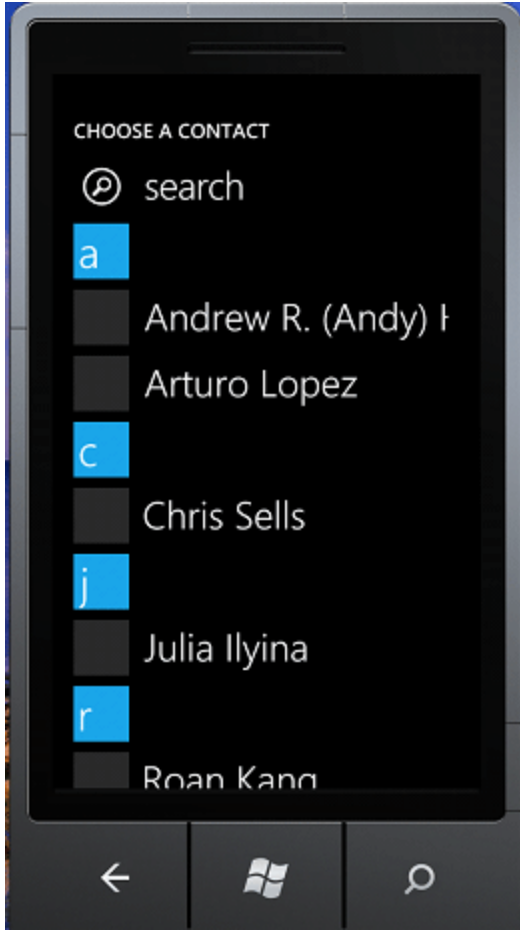 CHOOSE A CONTACT
search
a
Andrew R. (Andy)
Arturo Lopez
c
Chris Sells
j
Julia Ilyina
r
Roan Kang